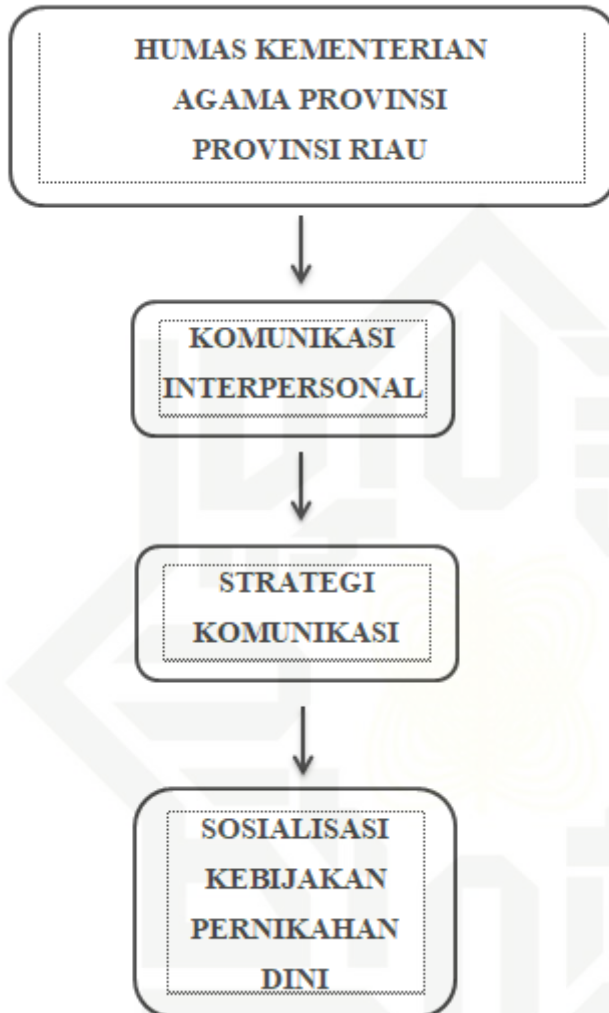 HUMAS KEMENTERIAN
AGAMA PROVINSI
PROVINSI RIAU
KOMUNIKASI
INTERPERSONAL
STRATEGI
KOMUNIKASI
SOSIALISASI
KEBIJAKAN
PERNIKAHAN
DINI